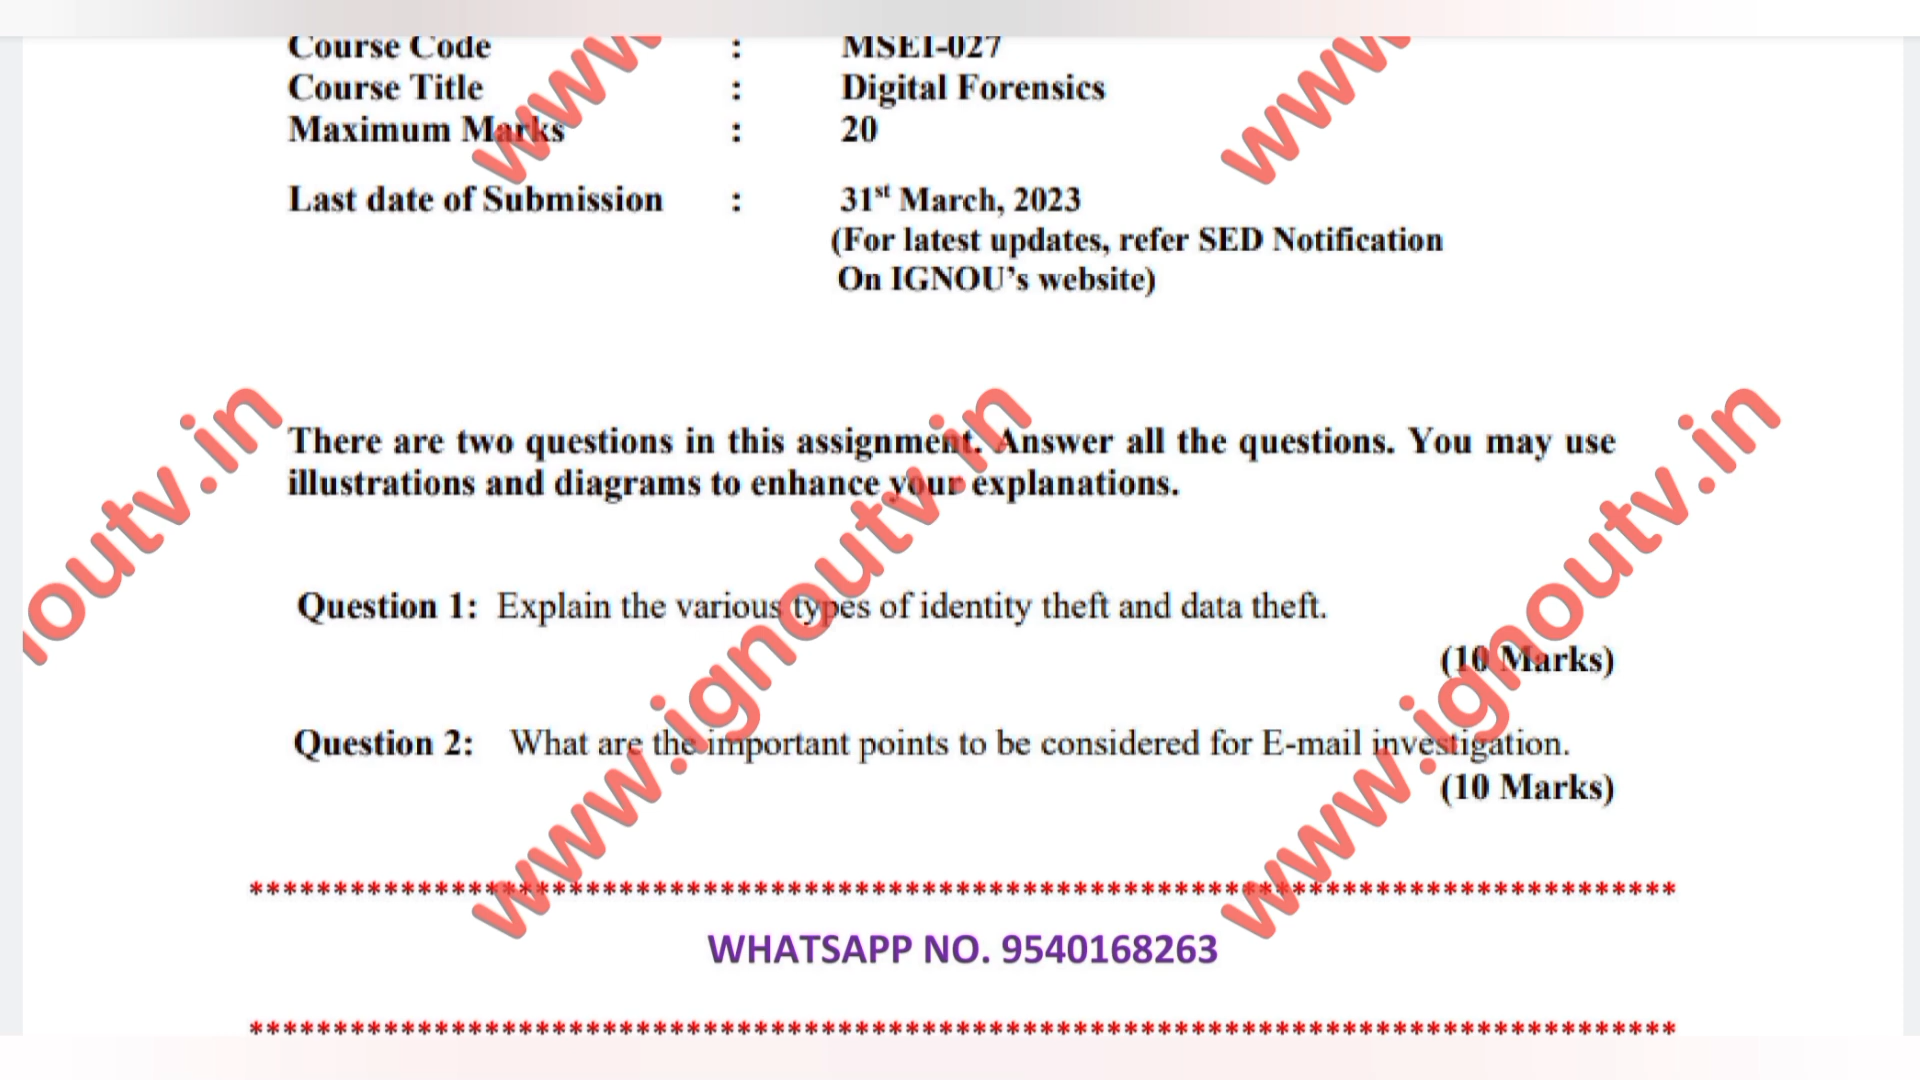 Course Code : MSEI-027
Course Title : Digital Forensics
Maximum Marks : 20
Last date of Submission : 31st March, 2023
(For latest updates, refer SED Notification
On IGNOU’s website)
There are two questions in this assignment. Answer all the questions. You may use
illustrations and diagrams to enhance your explanations.
Question 1: Explain the various types of identity theft and data theft.
(10 Marks)
Question 2: What are the important points to be considered for E-mail investigation.
(10 Marks)
*************************************************************************************
WHATSAPP NO. 9540168263
*************************************************************************************
www
www
noutv.in
www.ignoutv.in
www.ignoutv.in